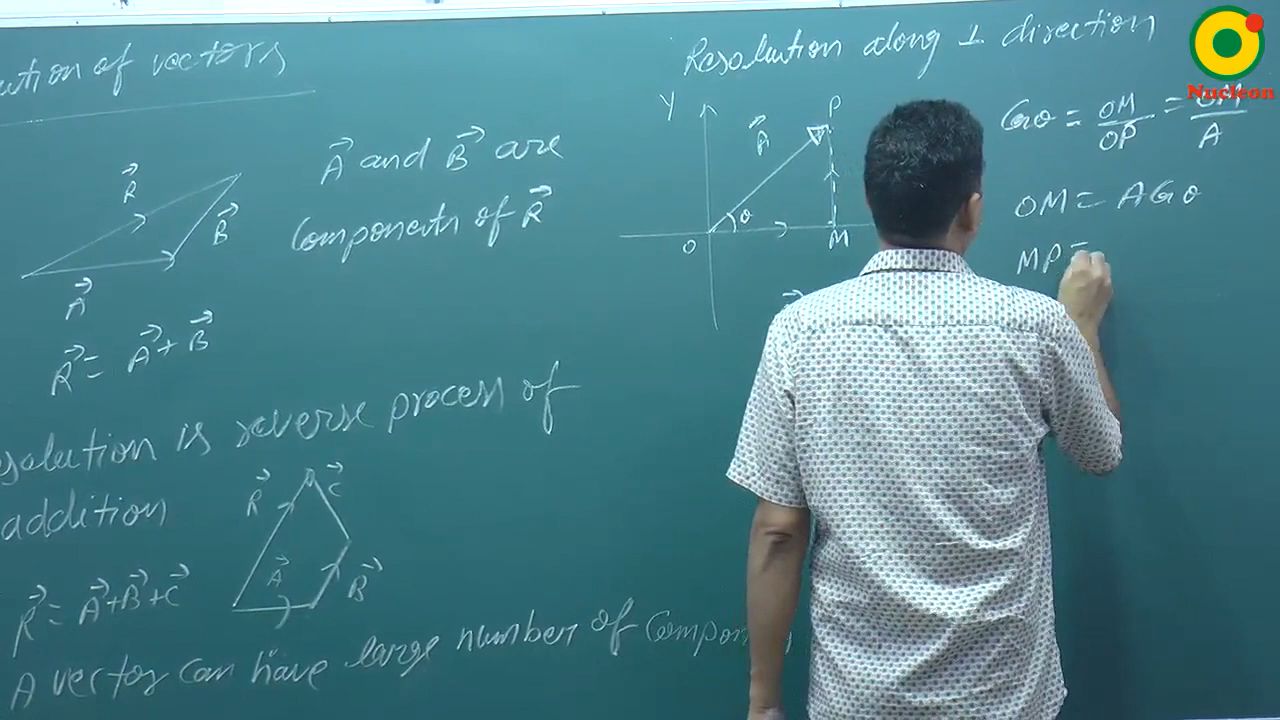 ution of vectors
R⃗
B⃗
A⃗
R⃗ = A⃗ + B⃗
A⃗ and B⃗ are
components of R⃗
esolution is reverse process of
addition
R⃗
C⃗
A⃗
B⃗
R⃗ = A⃗+B⃗+C⃗
A vector can have large number of compon
Resolution along ⊥ direction
Y
P
A⃗
θ
O
M
Cosθ = OM/OP = OM/A
OM = A Cosθ
MP =
Nucleon